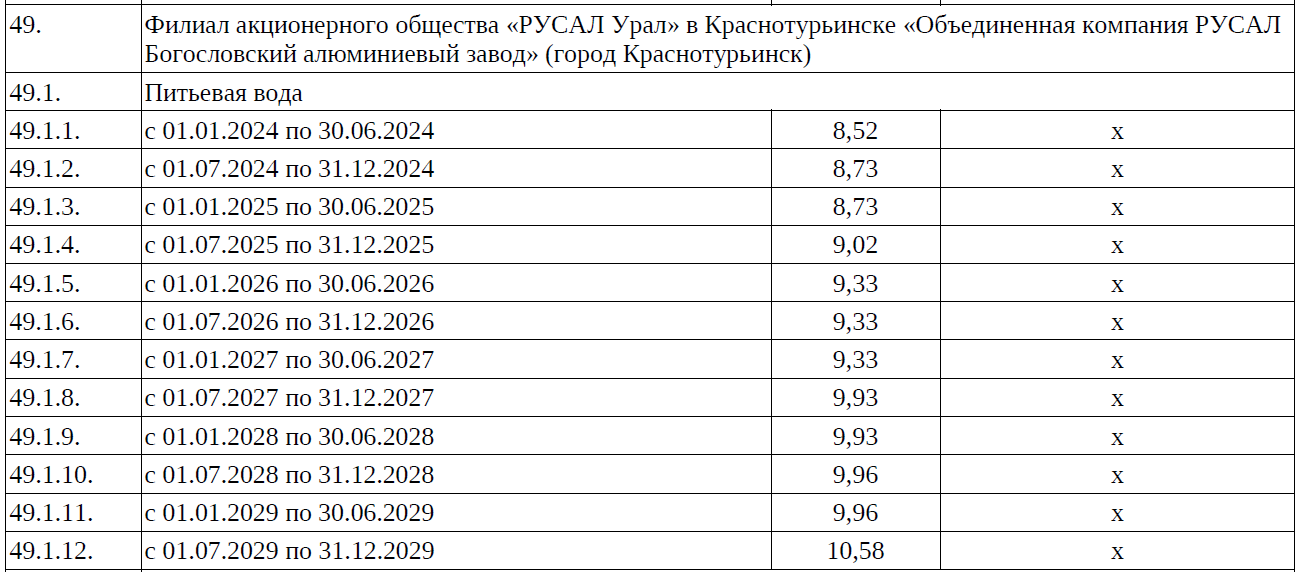 49. Филиал акционерного общества «РУСАЛ Урал» в Краснотурьинске «Объединенная компания РУСАЛ
Богословский алюминиевый завод» (город Краснотурьинск)
49.1. Питьевая вода
49.1.1. с 01.01.2024 по 30.06.2024 8,52 х
49.1.2. с 01.07.2024 по 31.12.2024 8,73 х
49.1.3. с 01.01.2025 по 30.06.2025 8,73 х
49.1.4. с 01.07.2025 по 31.12.2025 9,02 х
49.1.5. с 01.01.2026 по 30.06.2026 9,33 х
49.1.6. с 01.07.2026 по 31.12.2026 9,33 х
49.1.7. с 01.01.2027 по 30.06.2027 9,33 х
49.1.8. с 01.07.2027 по 31.12.2027 9,93 х
49.1.9. с 01.01.2028 по 30.06.2028 9,93 х
49.1.10. с 01.07.2028 по 31.12.2028 9,96 х
49.1.11. с 01.01.2029 по 30.06.2029 9,96 х
49.1.12. с 01.07.2029 по 31.12.2029 10,58 х